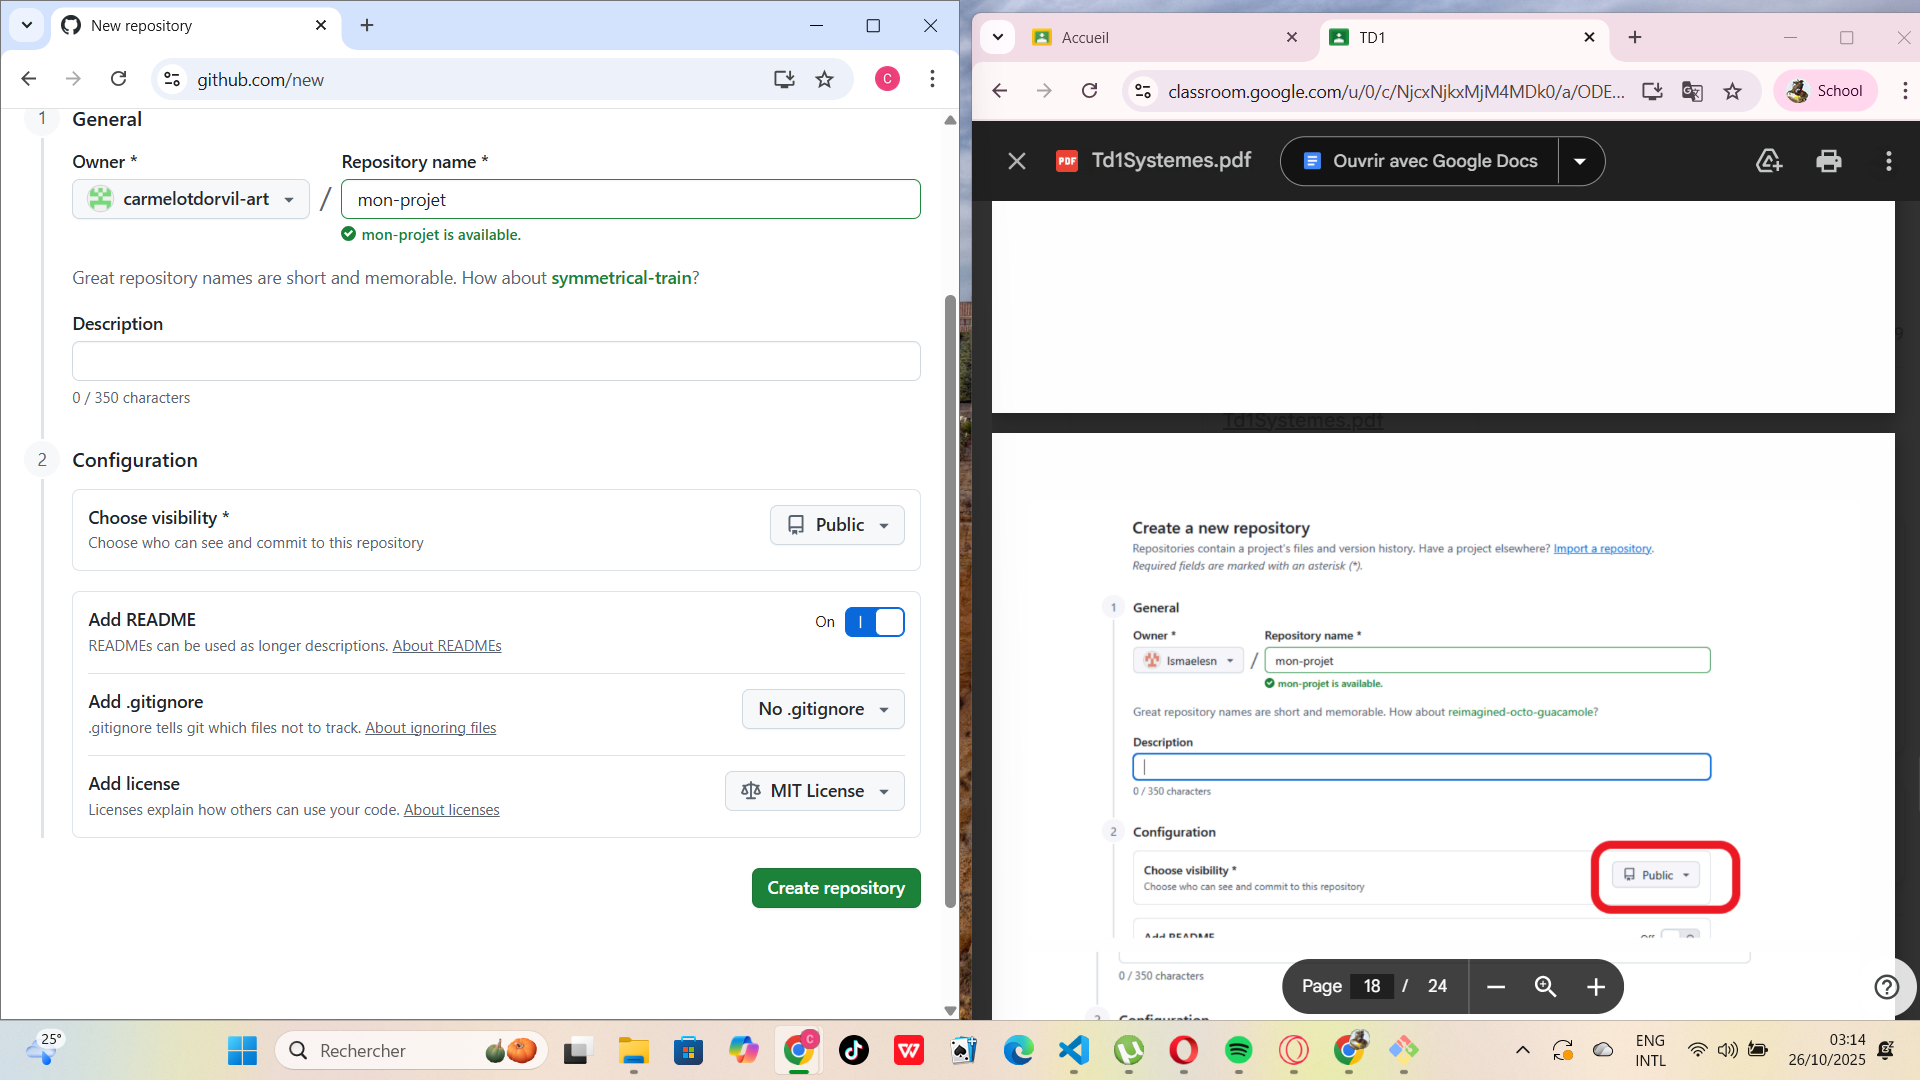 New repository
github.com/new
C
1 General
Owner *
Repository name *
carmelotdorvil-art / mon-projet
mon-projet is available.
Great repository names are short and memorable. How about symmetrical-train?
Description
0 / 350 characters
2 Configuration
Choose visibility *
Choose who can see and commit to this repository
Public
Add README
READMEs can be used as longer descriptions. About READMEs
On
Add .gitignore
.gitignore tells git which files not to track. About ignoring files
No .gitignore
Add license
Licenses explain how others can use your code. About licenses
MIT License
Create repository
Accueil
TD1
classroom.google.com/u/0/c/NjcxNjkxMjM4MDk0/a/ODE...
School
PDF Td1Systemes.pdf
Ouvrir avec Google Docs
Td1Systemes.pdf
Create a new repository
Repositories contain a project's files and version history. Have a project elsewhere? Import a repository.
Required fields are marked with an asterisk (*).
1 General
Owner *
Repository name *
Ismaelesn / mon-projet
mon-projet is available.
Great repository names are short and memorable. How about reimagined-octo-guacamole?
Description
0 / 350 characters
2 Configuration
Choose visibility *
Choose who can see and commit to this repository
Public
Add README
Off
0 / 350 characters
2 Configuration
Page 18 / 24
25°
Rechercher
C
ENG
INTL
03:14
26/10/2025